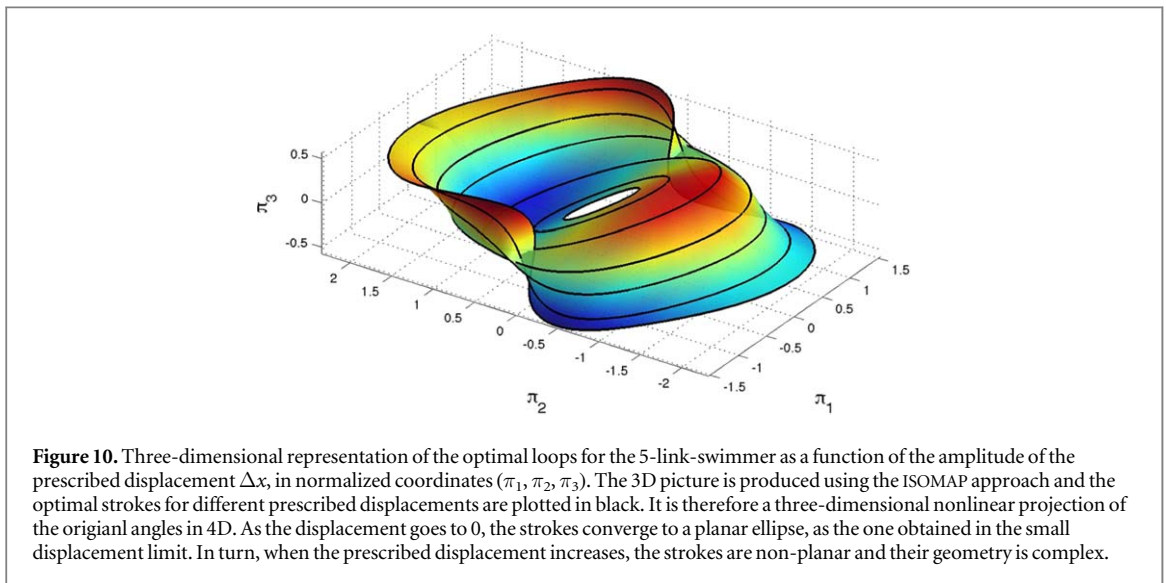 0.5
0
-0.5
π3
2
1.5
1
0.5
0
-0.5
-1
-1.5
-2
π2
1.5
1
0.5
0
-0.5
-1
-1.5
π1
Figure 10. Three-dimensional representation of the optimal loops for the 5-link-swimmer as a function of the amplitude of the
prescribed displacement Δx, in normalized coordinates (π1, π2, π3). The 3D picture is produced using the ISOMAP approach and the
optimal strokes for different prescribed displacements are plotted in black. It is therefore a three-dimensional nonlinear projection of
the origianl angles in 4D. As the displacement goes to 0, the strokes converge to a planar ellipse, as the one obtained in the small
displacement limit. In turn, when the prescribed displacement increases, the strokes are non-planar and their geometry is complex.